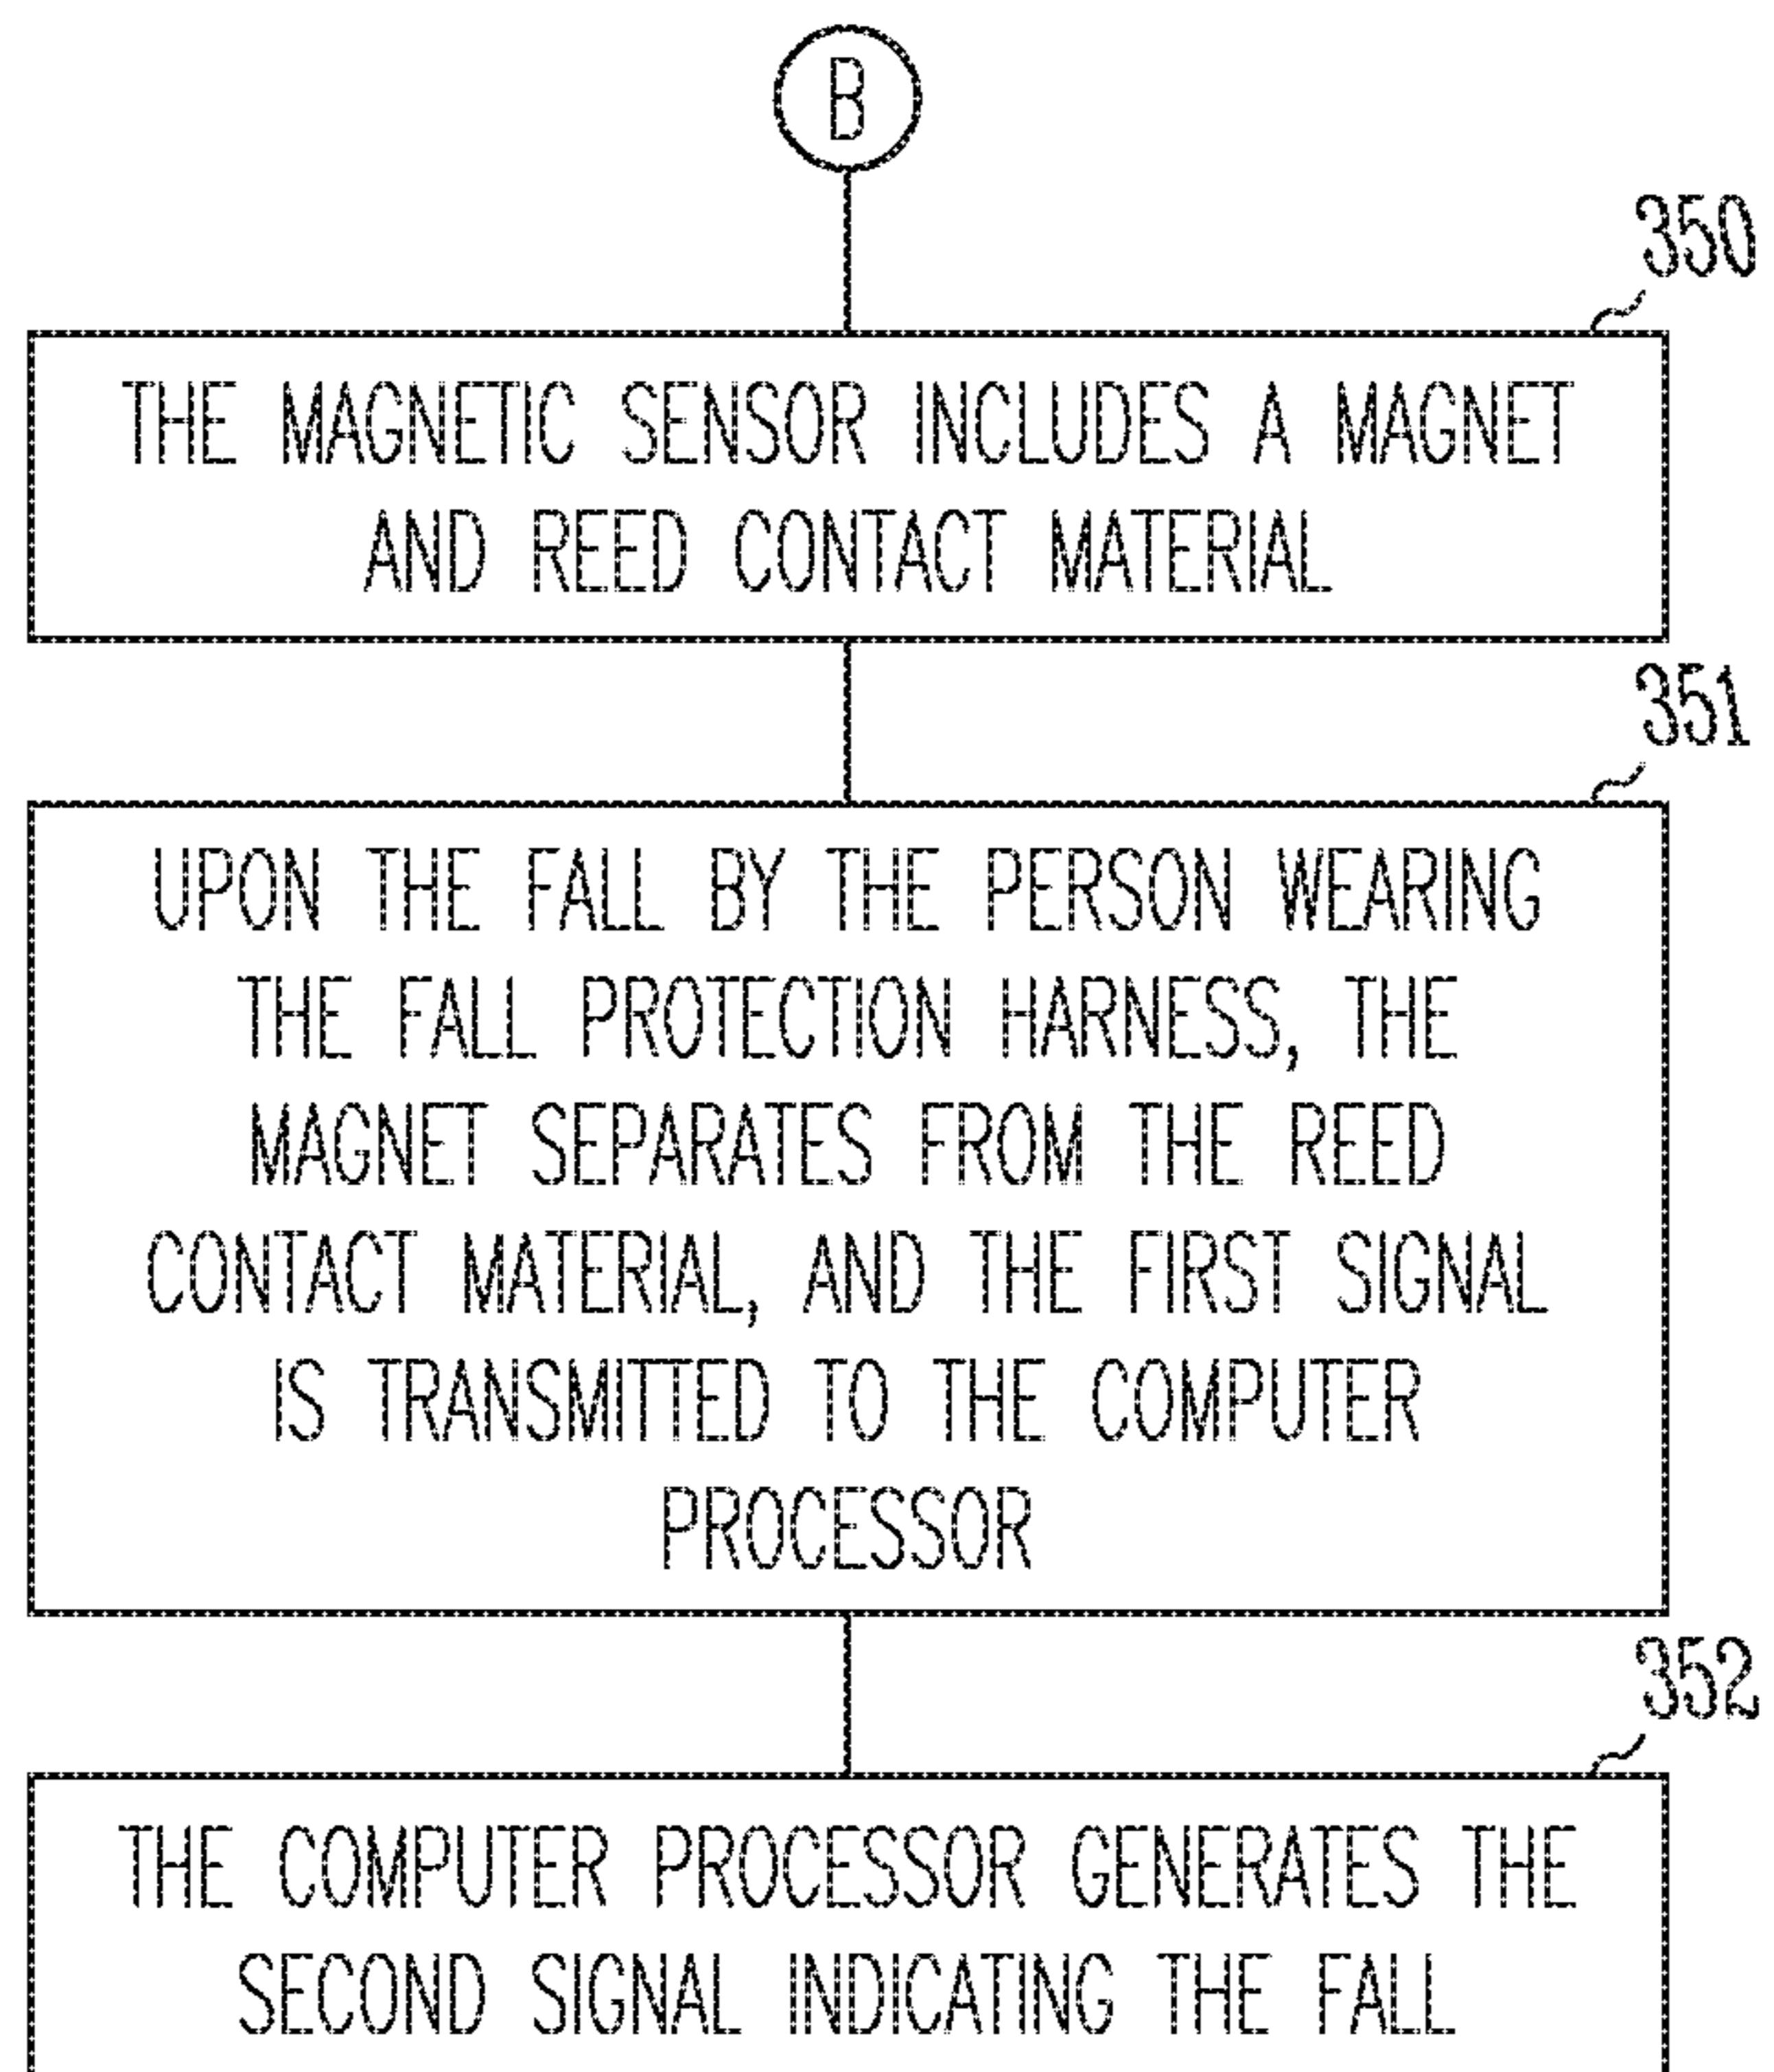 B
350
THE MAGNETIC SENSOR INCLUDES A MAGNET
AND REED CONTACT MATERIAL
351
UPON THE FALL BY THE PERSON WEARING
THE FALL PROTECTION HARNESS, THE
MAGNET SEPARATES FROM THE REED
CONTACT MATERIAL, AND THE FIRST SIGNAL
IS TRANSMITTED TO THE COMPUTER
PROCESSOR
352
THE COMPUTER PROCESSOR GENERATES THE
SECOND SIGNAL INDICATING THE FALL